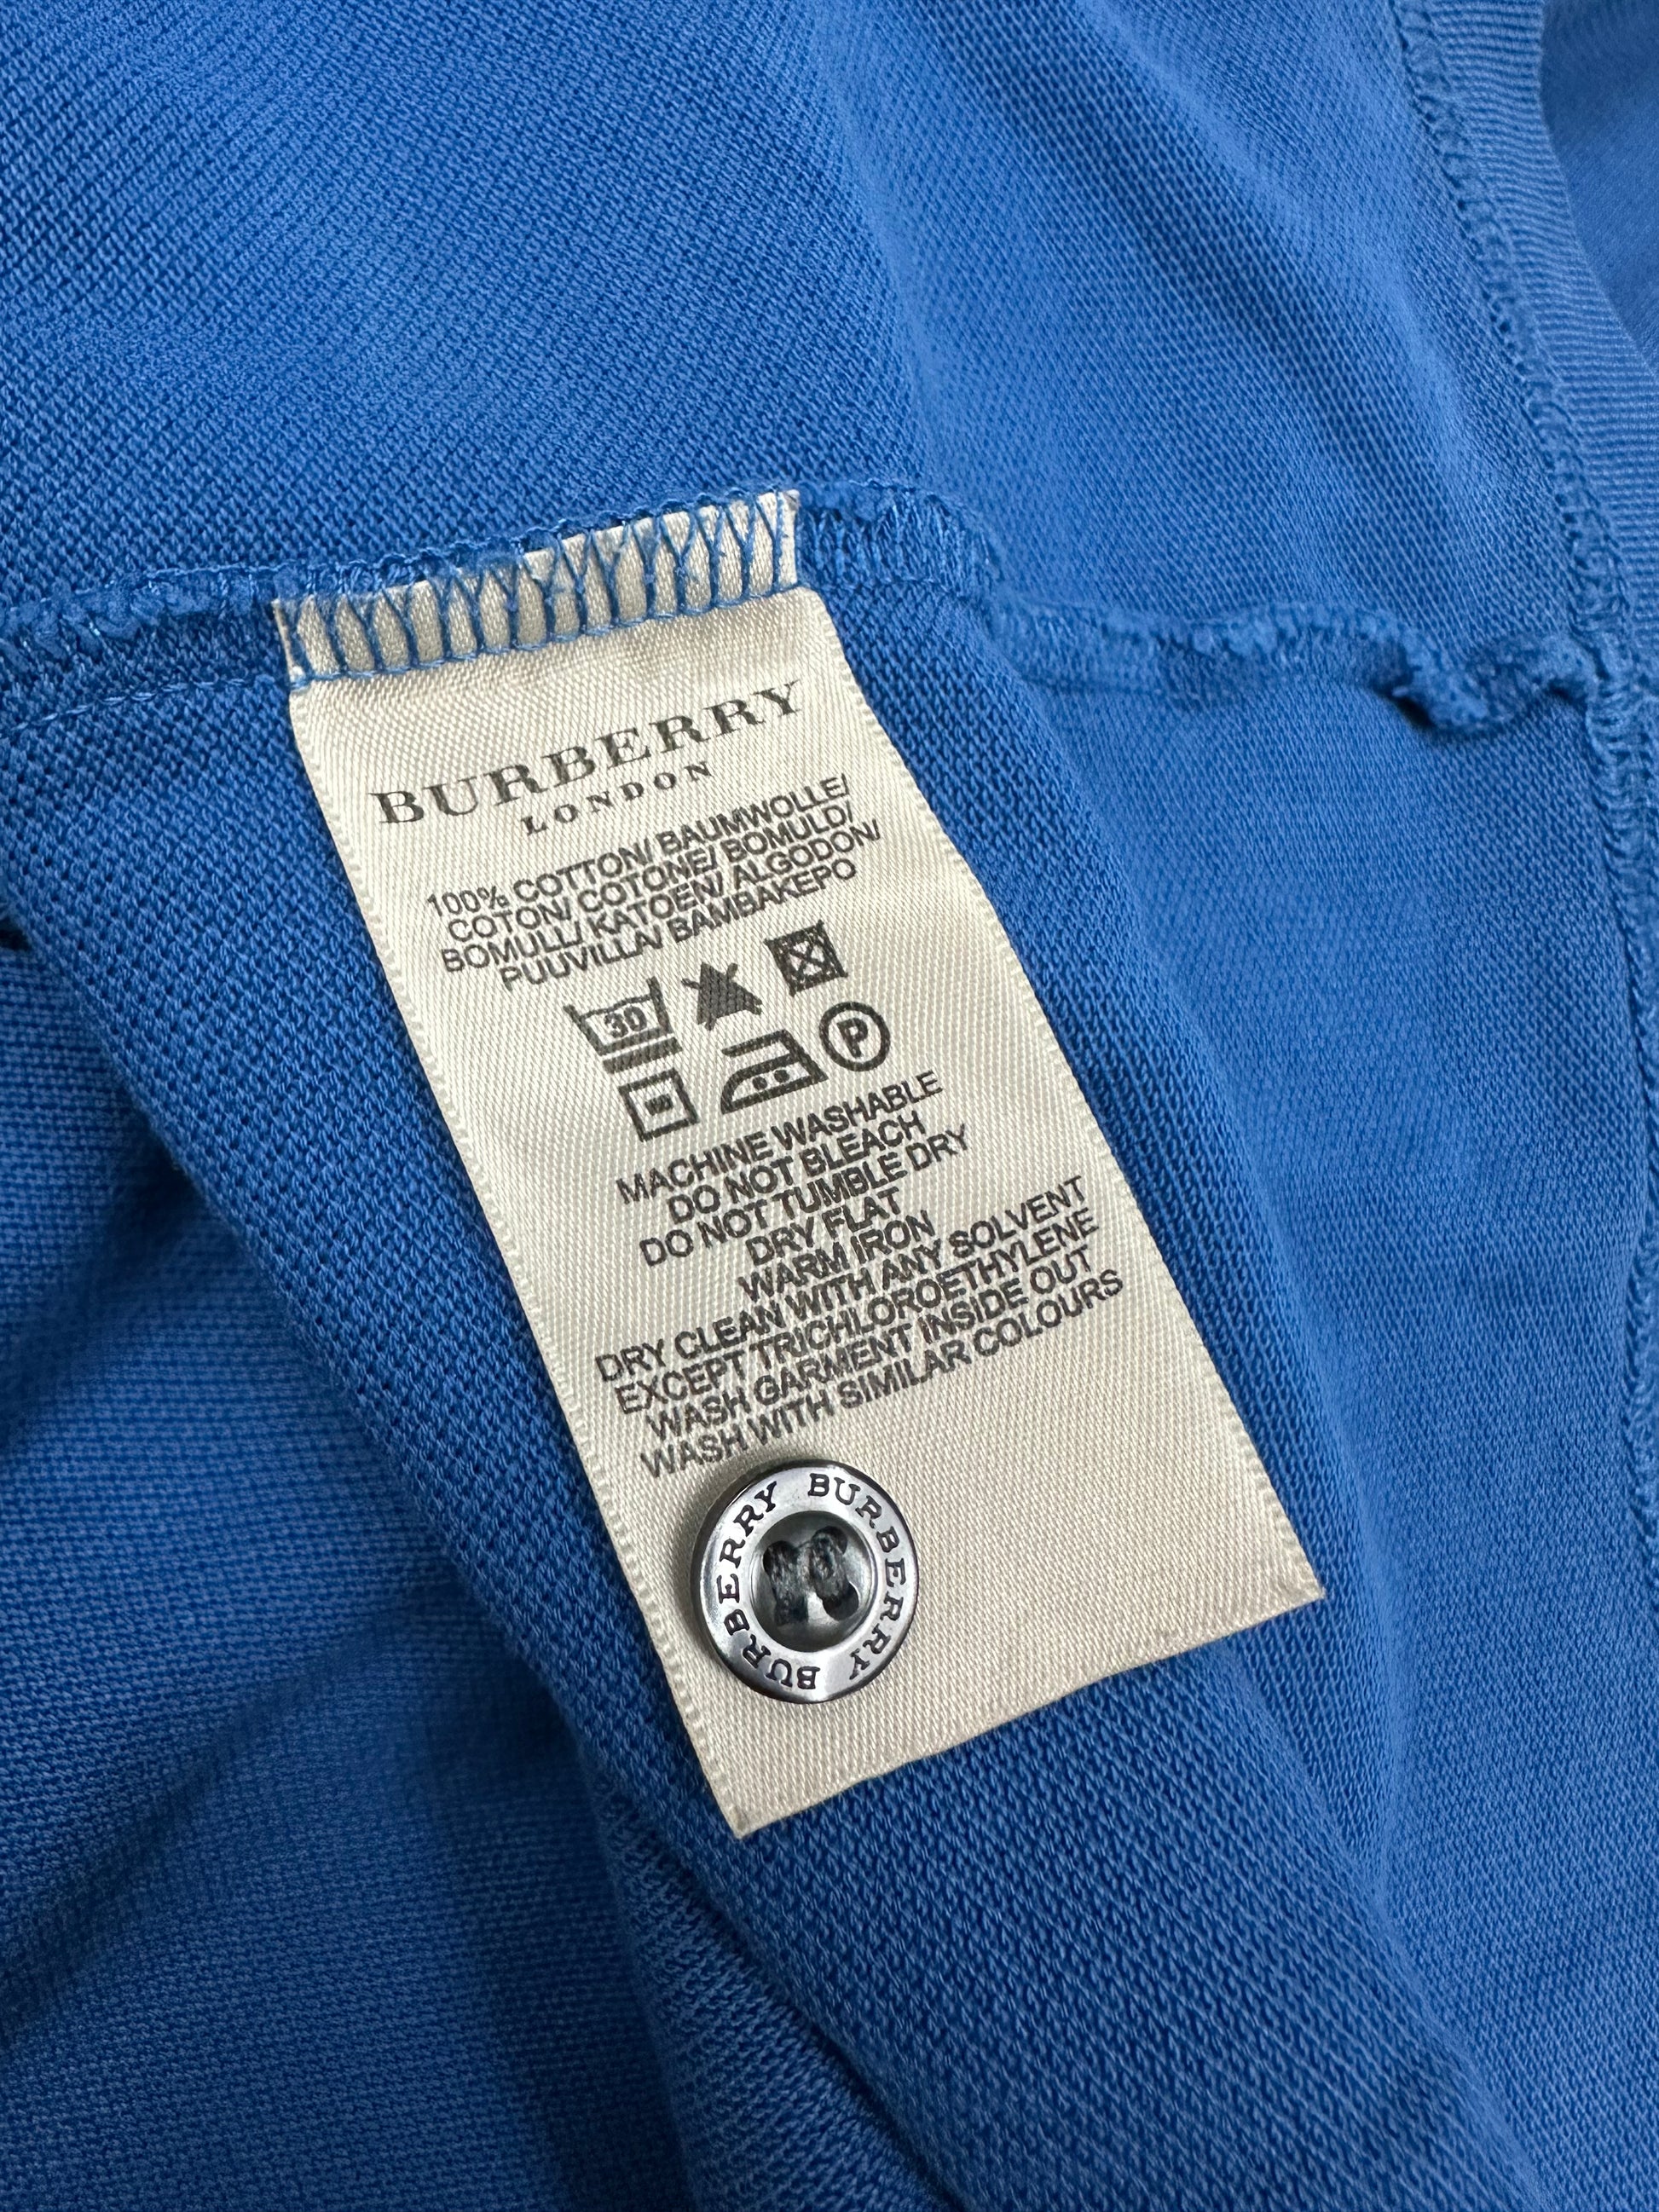 BURBERRY
LONDON
100% COTTON/ BAUMWOLLE/
COTON/ COTONE/ BOMULD/
BOMULL/ KATOEN/ ALGODON/
PUUVILLA/ BAMBAKEPO
30
P
MACHINE WASHABLE
DO NOT BLEACH
DO NOT TUMBLE DRY
DRY FLAT
WARM IRON
DRY CLEAN WITH ANY SOLVENT
EXCEPT TRICHLOROETHYLENE
WASH GARMENT INSIDE OUT
WASH WITH SIMILAR COLOURS
BURBERRY BURBERRY BURBERRY